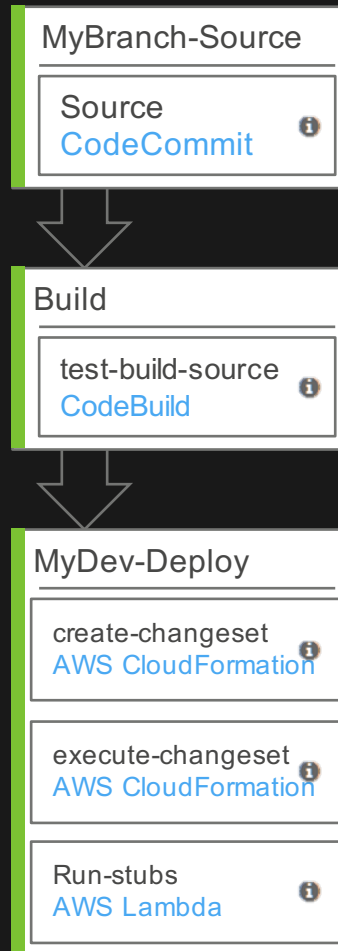 MyBranch-Source
Source
CodeCommit
Build
test-build-source
CodeBuild
MyDev-Deploy
create-changeset
AWS CloudFormation
execute-changeset
AWS CloudFormation
Run-stubs
AWS Lambda